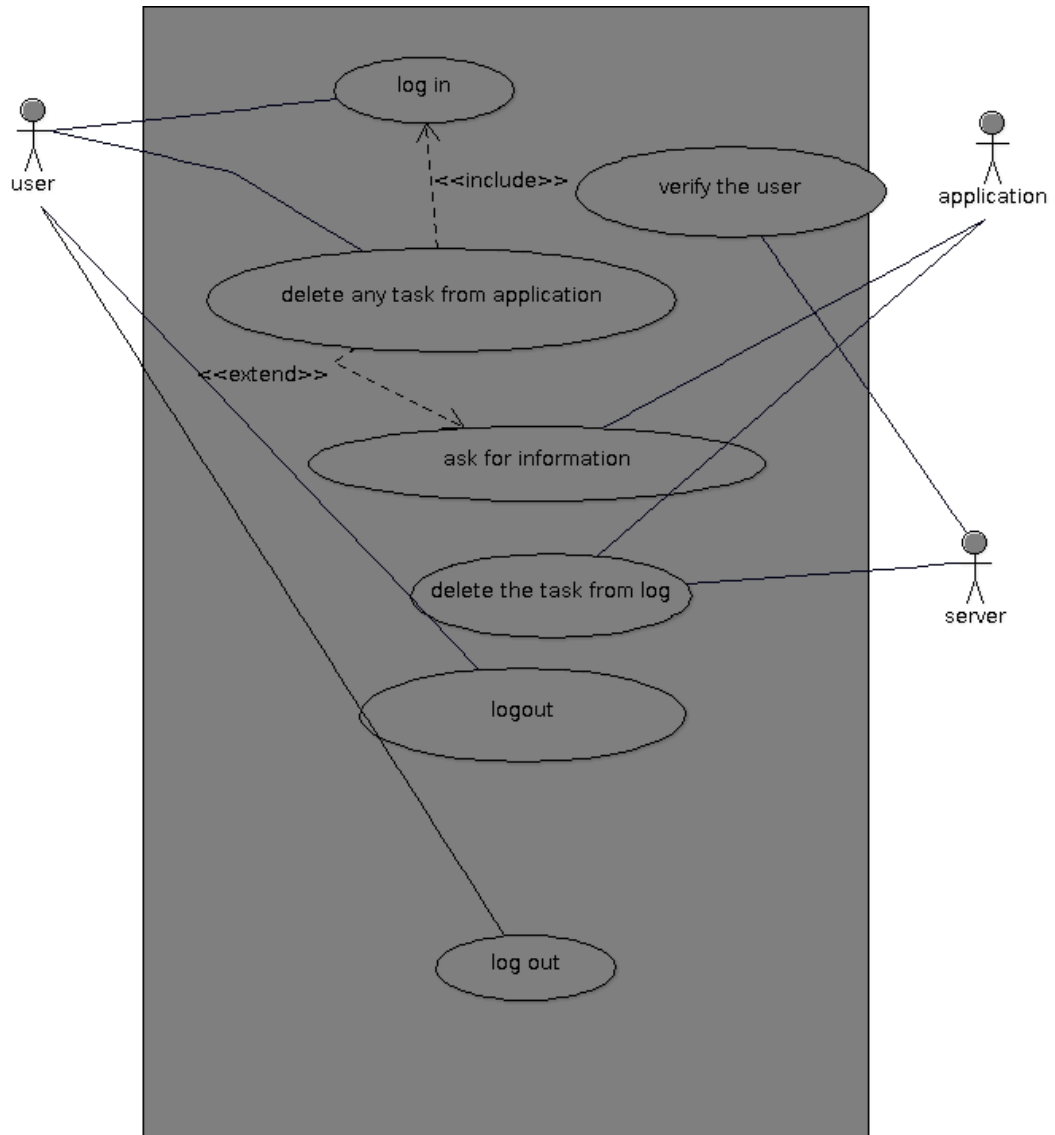 log in
user
<<include>>
verify the user
application
delete any task from application
<<extend>>
ask for information
delete the task from log
server
logout
log out